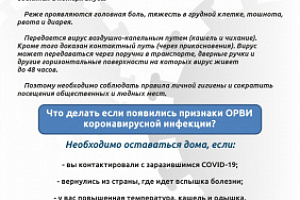 Реже проявляются головная боль, тяжесть в грудной клетке, тошнота,
рвота и диарея.
Передается вирус воздушно-капельным путем (кашель и чихание).
Кроме того доказан контактный путь (через прикосновения). Вирус
может передаваться через поручни в транспорте, дверные ручки и
другие горизонтальные поверхности на которых вирус живет
до 48 часов.
Поэтому необходимо соблюдать правила личной гигиены и сократить
посещения общественных и людных мест.
Что делать если появились признаки ОРВИ
коронавирусной инфекции?
Необходимо оставаться дома, если:
- вы контактировали с заразившимся COVID-19;
- вернулись из страны, где идет вспышка болезни;
- у вас повышенная температура, кашель и одышка.